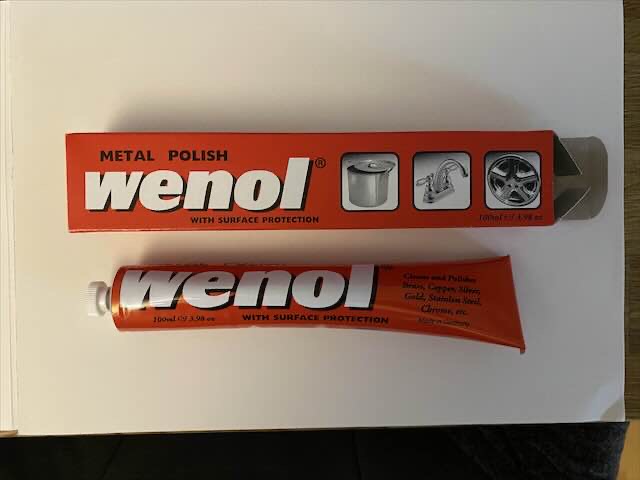 METAL POLISH
wenol®
WITH SURFACE PROTECTION
100ml ℮/ 3.98 oz
wenol
100ml ℮/ 3.98 oz
WITH SURFACE PROTECTION
Cleans and Polishes
Brass, Copper, Silver,
Gold, Stainless Steel,
Chrome, etc.
Made in Germany